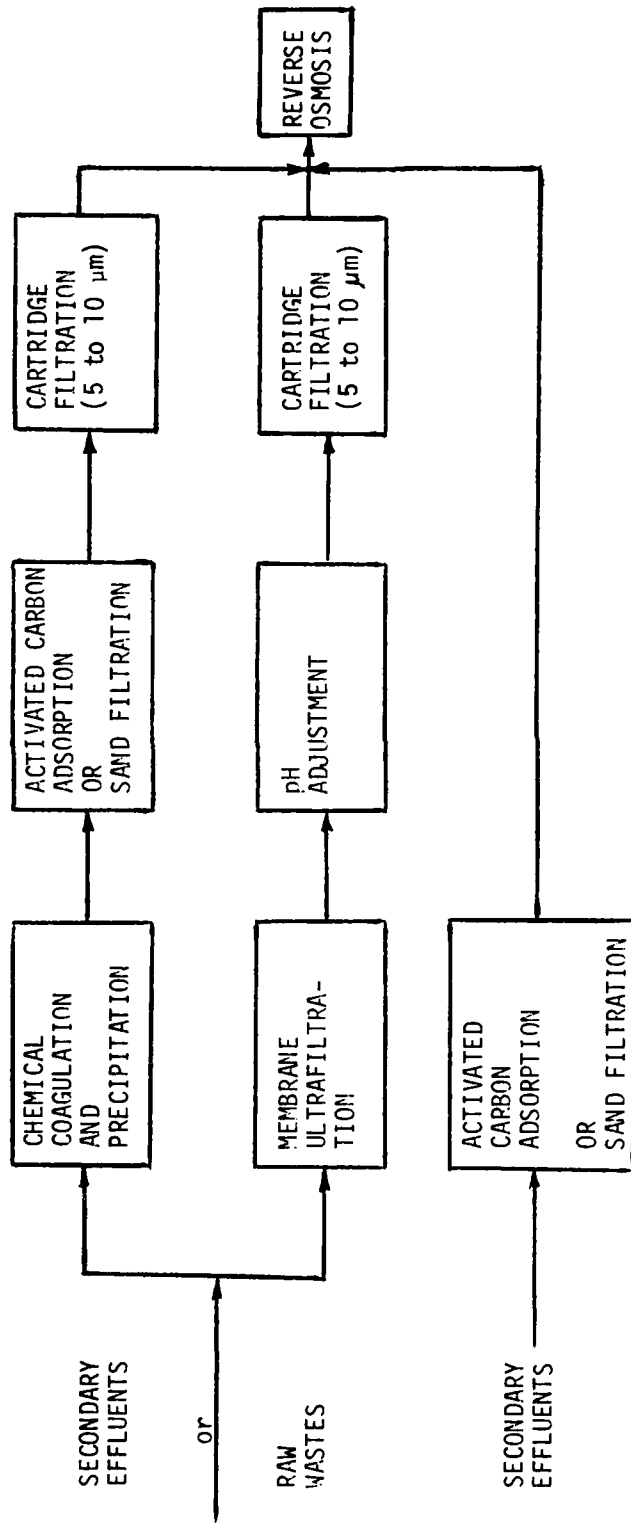 SECONDARY
EFFLUENTS
or
RAW
WASTES
CHEMICAL
COAGULATION
AND
PRECIPITATION
ACTIVATED CARBON
ADSORPTION
OR
SAND FILTRATION
CARTRIDGE
FILTRATION
(5 to 10 μm)
MEMBRANE
ULTRAFILTRA-
TION
pH
ADJUSTMENT
CARTRIDGE
FILTRATION
(5 to 10 μm)
REVERSE
OSMOSIS
SECONDARY
EFFLUENTS
ACTIVATED
CARBON
ADSORPTION
OR
SAND FILTRATION